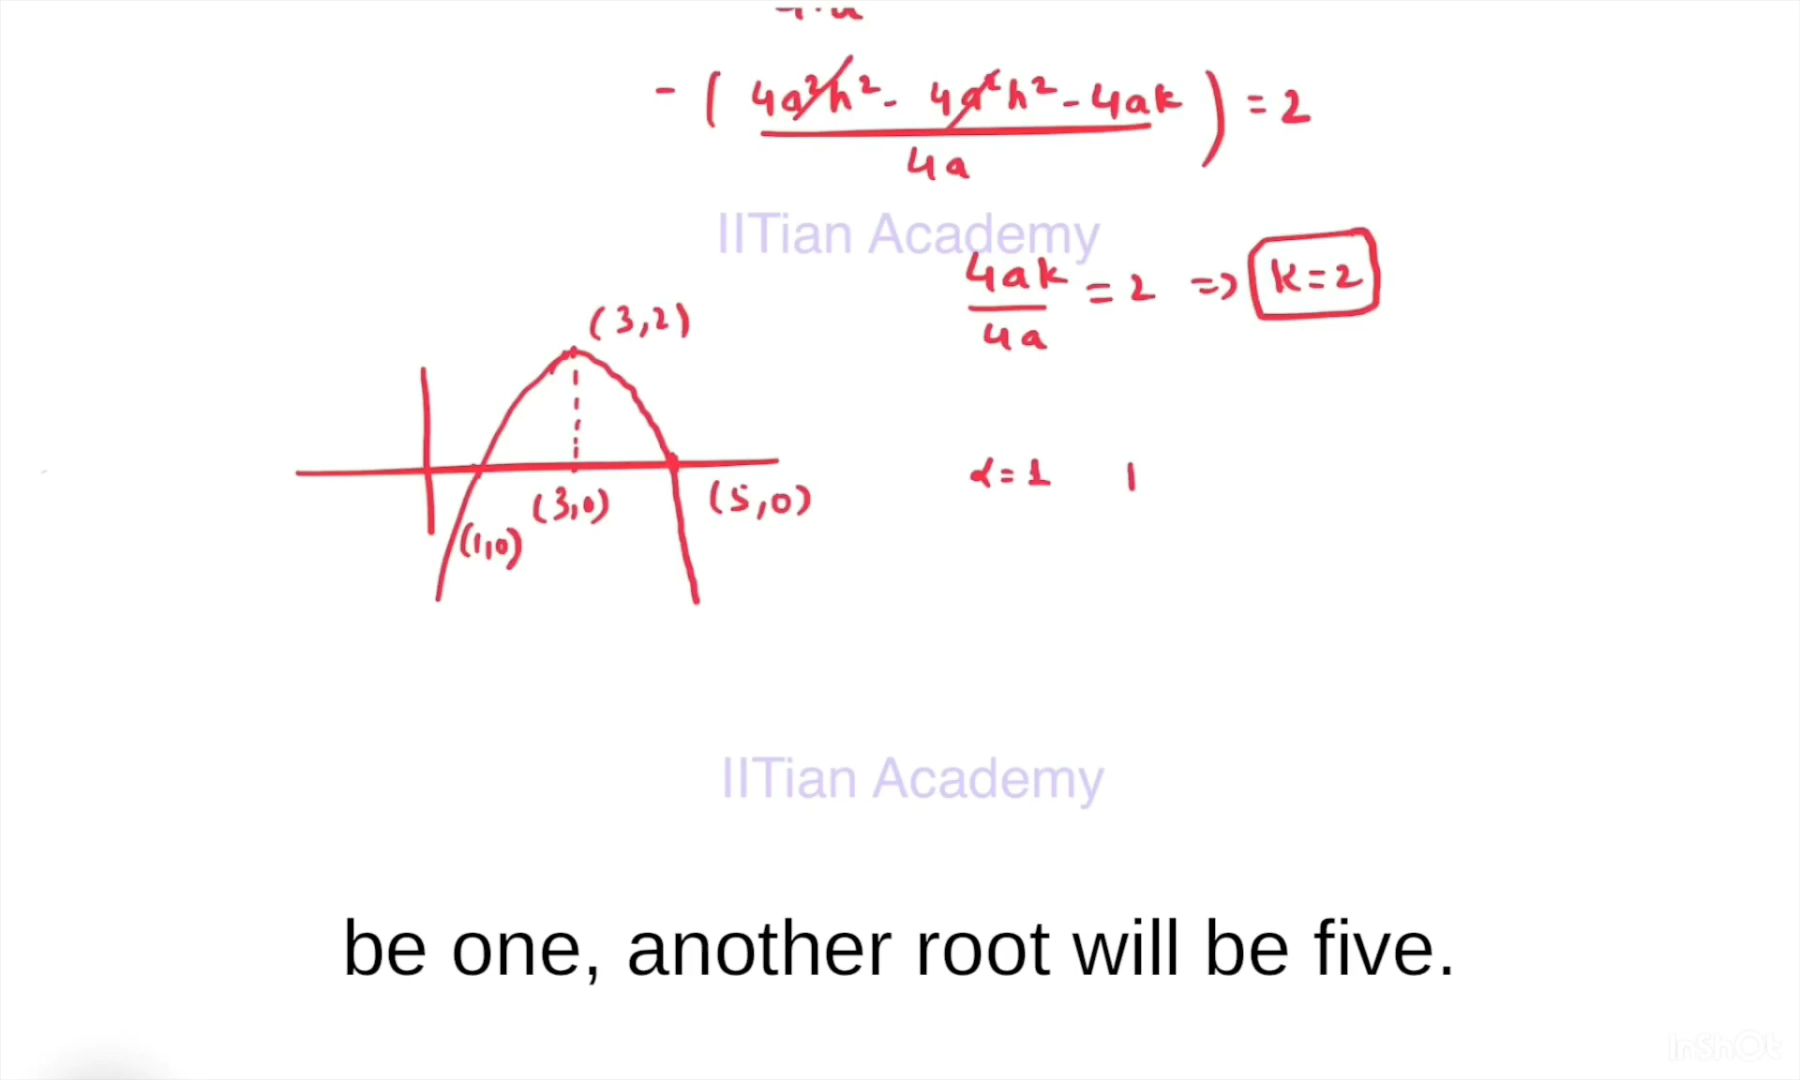 - ( 4a²h² - 4a²h² - 4ak ) = 2
4a
IITian Academy
4ak = 2 => K = 2
4a
(3,2)
α = 1
(3,0)
(5,0)
(1,0)
IITian Academy
be one, another root will be five.
InShOt